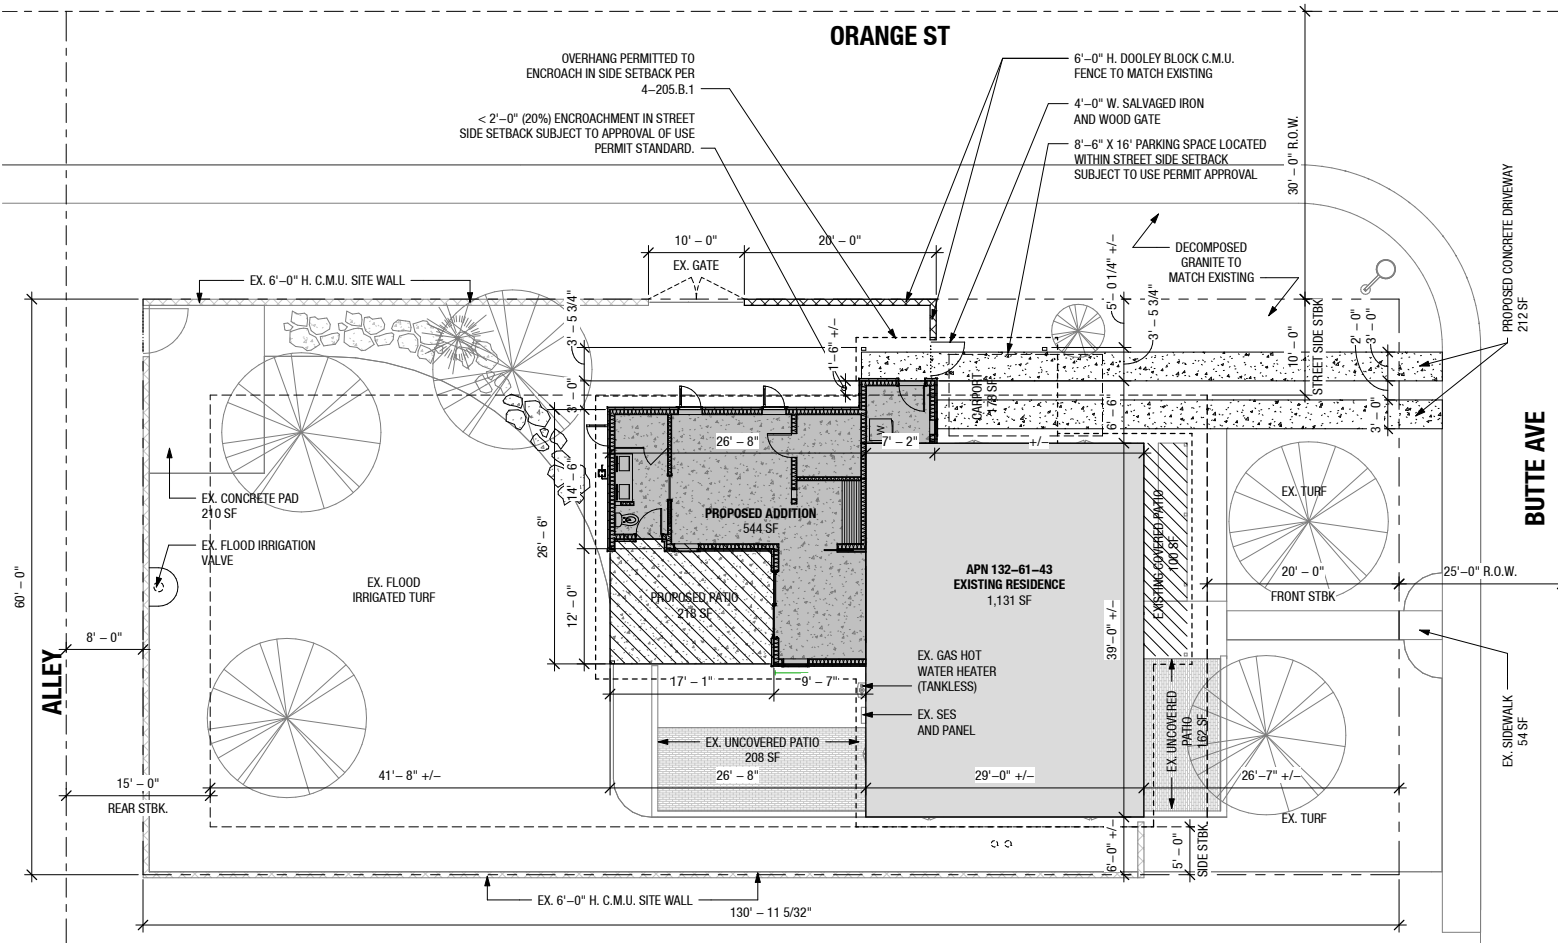 ORANGE ST
OVERHANG PERMITTED TO
ENCROACH IN SIDE SETBACK PER
4–205.B.1
< 2'–0" (20%) ENCROACHMENT IN STREET
SIDE SETBACK SUBJECT TO APPROVAL OF USE
PERMIT STANDARD.
6'–0" H. DOOLEY BLOCK C.M.U.
FENCE TO MATCH EXISTING
4'–0" W. SALVAGED IRON
AND WOOD GATE
8'–6" X 16' PARKING SPACE LOCATED
WITHIN STREET SIDE SETBACK
SUBJECT TO USE PERMIT APPROVAL
30' – 0" R.O.W.
PROPOSED CONCRETE DRIVEWAY
212 SF
DECOMPOSED
GRANITE TO
MATCH EXISTING
10' – 0"
20' – 0"
EX. GATE
EX. 6'–0" H. C.M.U. SITE WALL
3' – 5 3/4"
1'–6" +/–
5' – 0 1/4" +/–
3' – 5 3/4"
10' – 0"
STREET SIDE STBK
2' – 0"
3' – 0"
3' – 0"
3' – 0"
CARPORT
178 SF
6' – 6"
26' – 8"
W
7' – 2"
+/–
14' – 6"
26' – 6"
12' – 0"
PROPOSED ADDITION
544 SF
PROPOSED PATIO
218 SF
EX. CONCRETE PAD
210 SF
EX. FLOOD IRRIGATION
VALVE
EX. FLOOD
IRRIGATED TURF
APN 132–61–43
EXISTING RESIDENCE
1,131 SF
EXISTING COVERED PATIO
100 SF
EX. TURF
20' – 0"
FRONT STBK
25'–0" R.O.W.
BUTTE AVE
60' – 0"
8' – 0"
ALLEY
39'–0" +/–
EX. GAS HOT
WATER HEATER
(TANKLESS)
EX. SES
AND PANEL
17' – 1"
9' – 7"
EX. UNCOVERED PATIO
208 SF
EX. UNCOVERED
PATIO
162 SF
EX. SIDEWALK
54 SF
15' – 0"
REAR STBK.
41'– 8" +/–
26' – 8"
29'–0" +/–
26'–7" +/–
EX. TURF
6'–0" +/–
5' – 0"
SIDE STBK.
EX. 6'–0" H. C.M.U. SITE WALL
130' – 11 5/32"